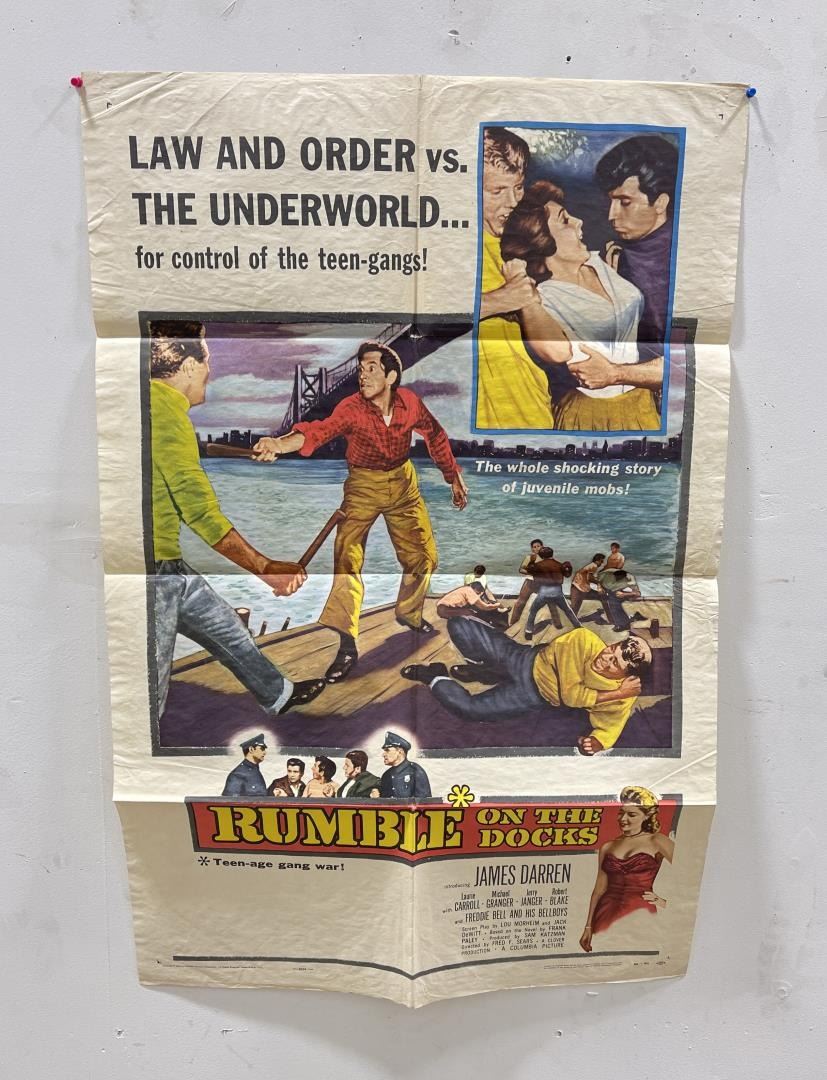 LAW AND ORDER vs.
THE UNDERWORLD...
for control of the teen-gangs!
The whole shocking story
of juvenile mobs!
RUMBLE* ON THE
DOCKS
* Teen-age gang war!
introducing JAMES DARREN
with Laurie CARROLL · Michael GRANGER · Jerry JANGER · Robert BLAKE
and FREDDIE BELL AND HIS BELLBOYS
Screen Play by LOU MORHEIM and JACK
DeWITT · Based on the Novel by FRANK
PALEY · Produced by SAM KATZMAN
Directed by FRED F. SEARS · A CLOVER
PRODUCTION · A COLUMBIA PICTURE